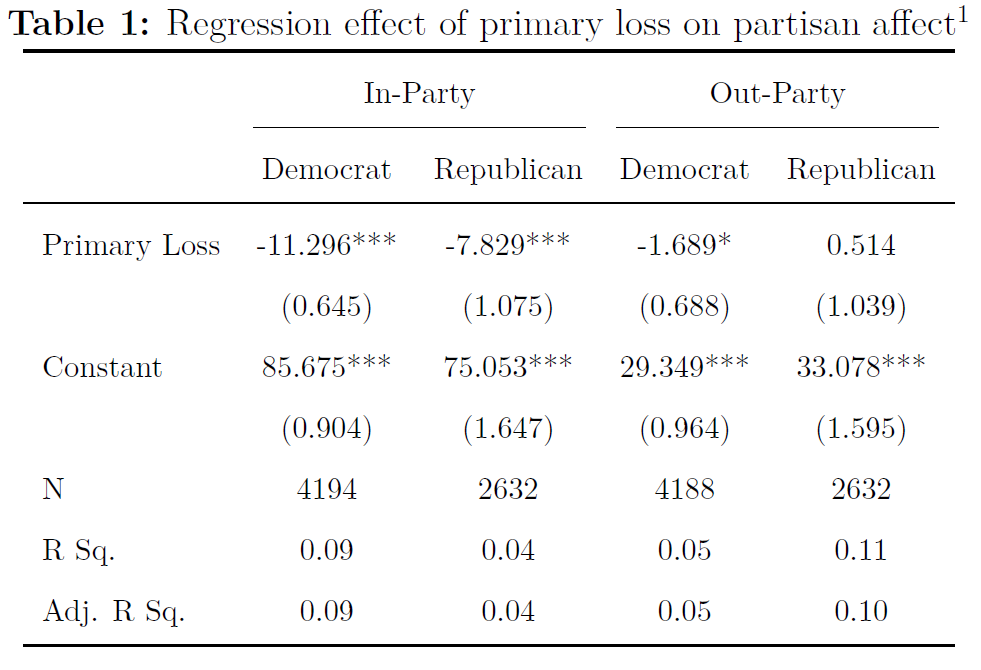 Table 1: Regression effect of primary loss on partisan affect1
In-Party Out-Party
Democrat Republican Democrat Republican
Primary Loss -11.296*** -7.829*** -1.689* 0.514
(0.645) (1.075) (0.688) (1.039)
Constant 85.675*** 75.053*** 29.349*** 33.078***
(0.904) (1.647) (0.964) (1.595)
N 4194 2632 4188 2632
R Sq. 0.09 0.04 0.05 0.11
Adj. R Sq. 0.09 0.04 0.05 0.10